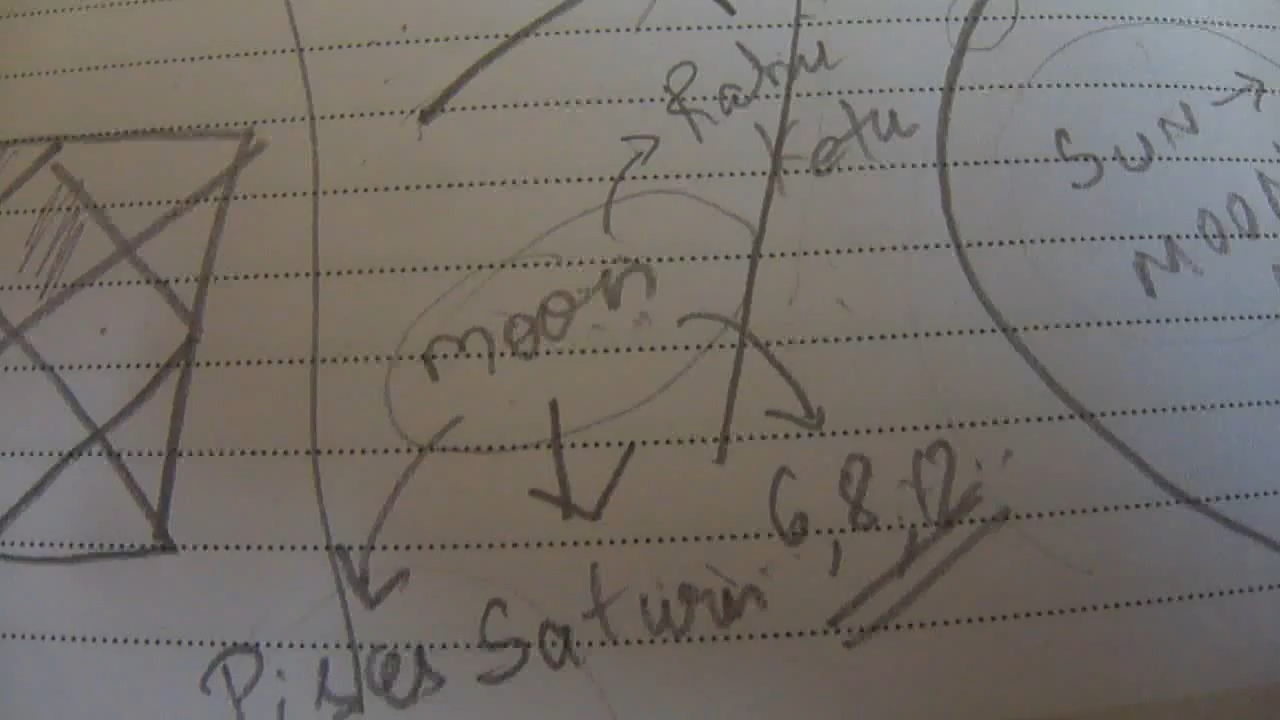 Rahu
Ketu
SUN →
MOON
moon
6, 8, 12
Saturn
Pisces